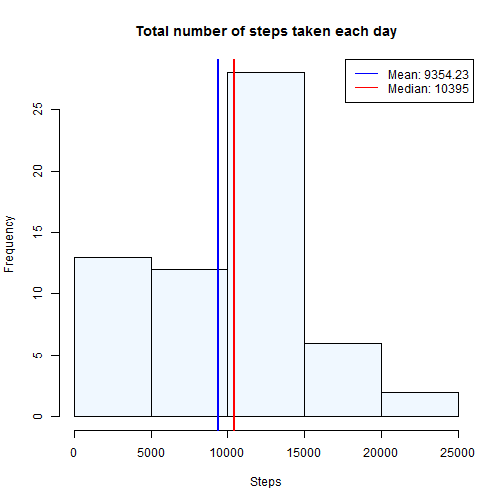 Total number of steps taken each day
Mean: 9354.23
Median: 10395
Frequency
25
20
15
10
5
0
0 5000 10000 15000 20000 25000
Steps